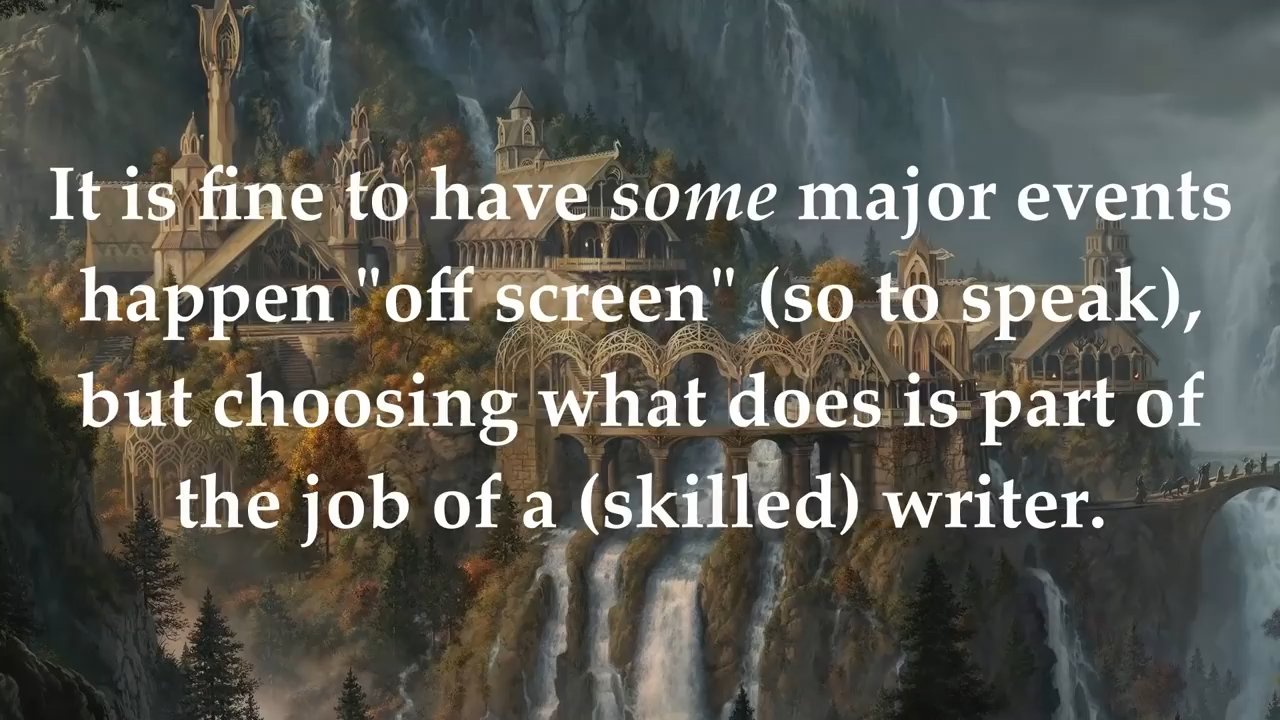 It is fine to have some major events
happen "off screen" (so to speak),
but choosing what does is part of
the job of a (skilled) writer.